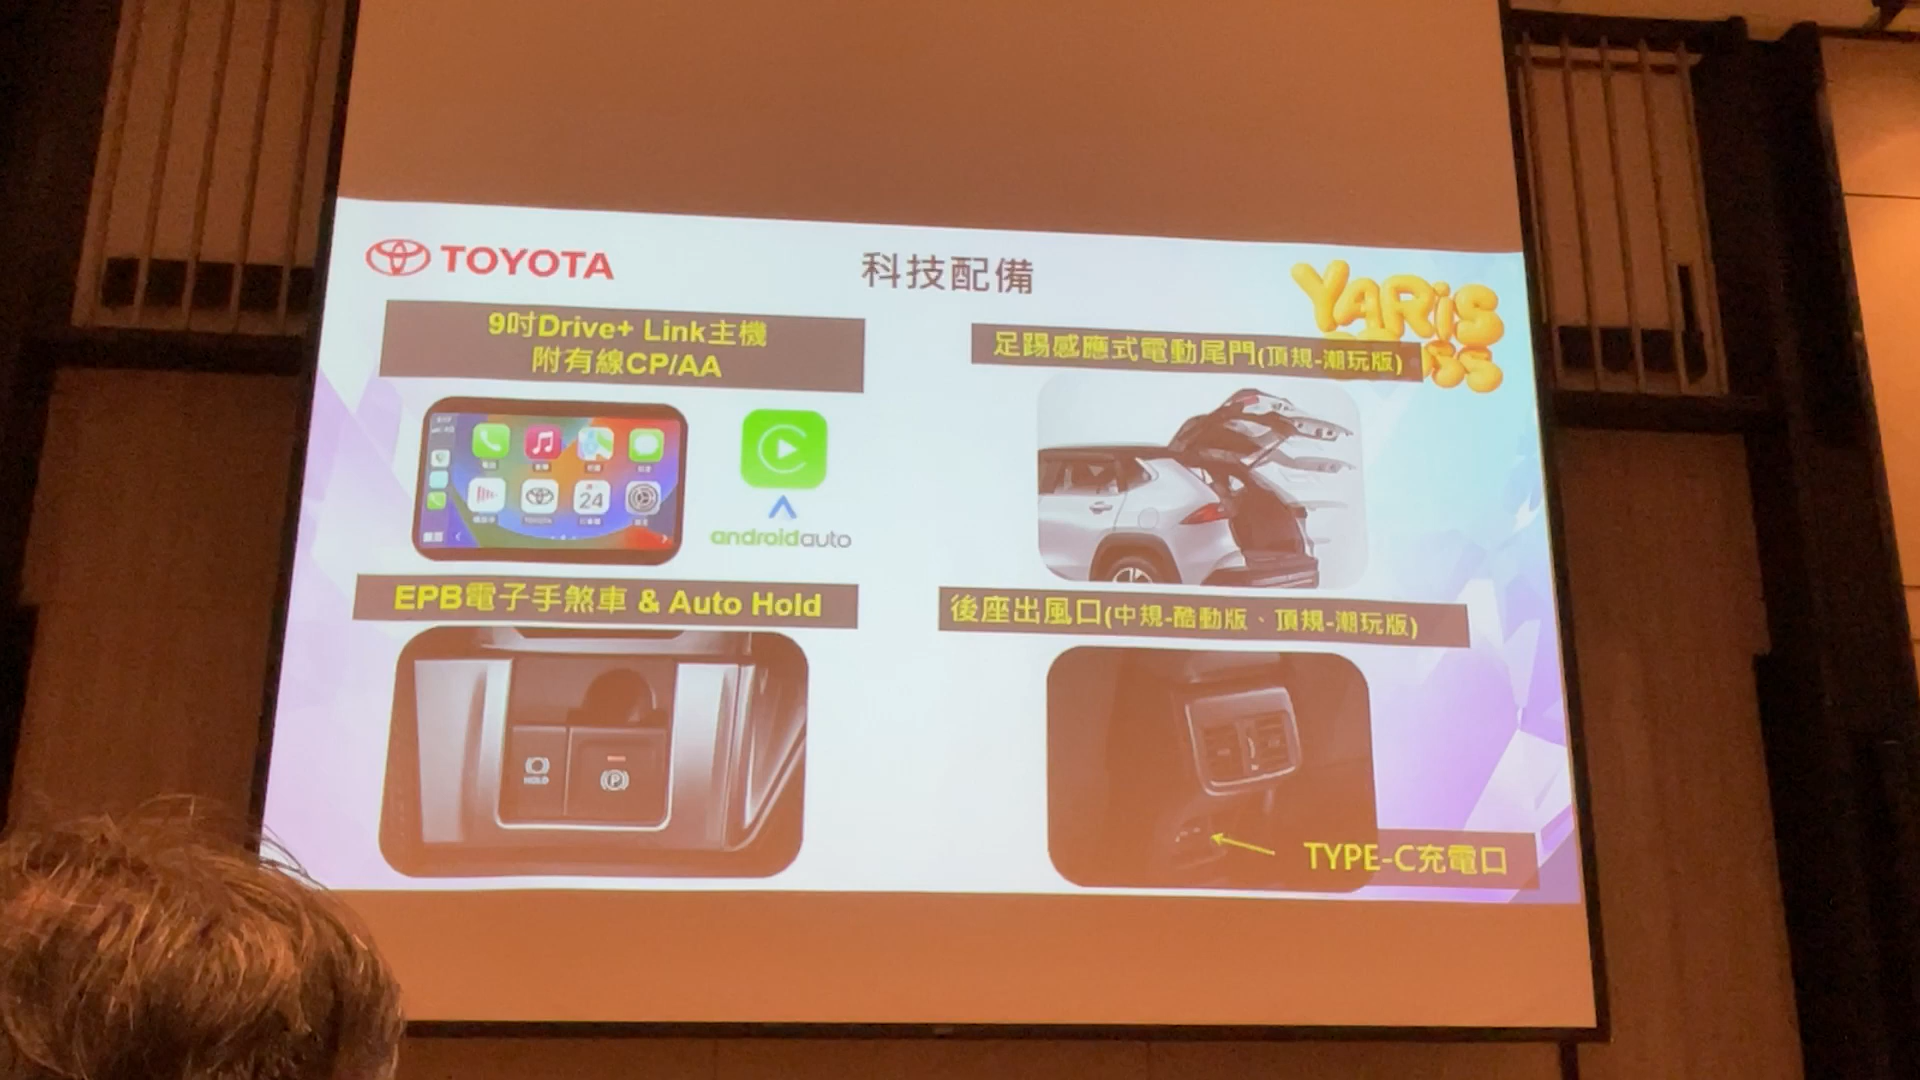 TOYOTA
科技配備
YARiS
9吋Drive+ Link主機
附有線CP/AA
足踢感應式電動尾門(頂規-潮玩版)
24
TOYOTA
androidauto
EPB電子手煞車 & Auto Hold
後座出風口(中規-酷動版、頂規-潮玩版)
HOLD
P
TYPE-C充電口